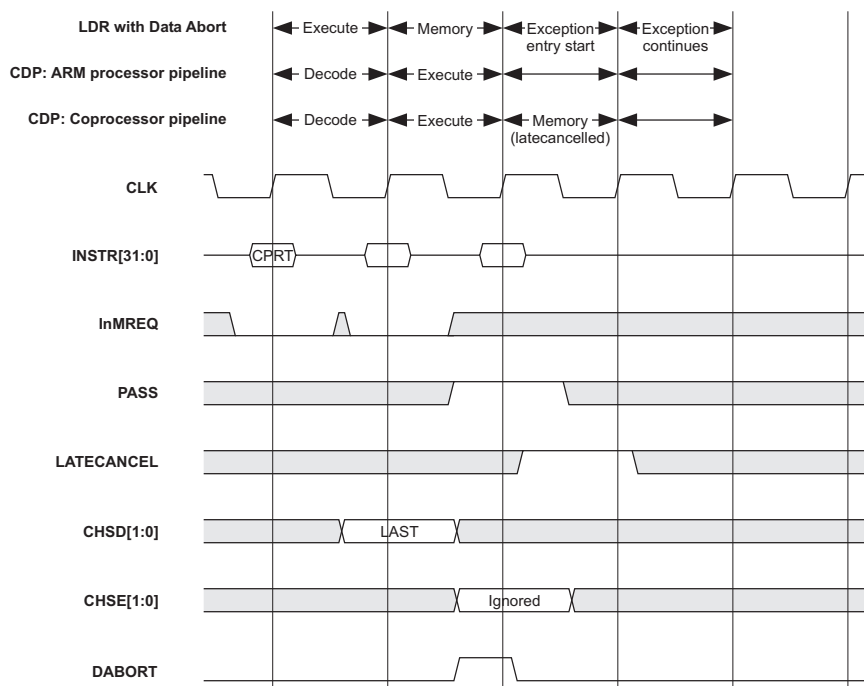 LDR with Data Abort Execute Memory Exception entry start Exception continues
CDP: ARM processor pipeline Decode Execute
CDP: Coprocessor pipeline Decode Execute Memory (latecancelled)
CLK
INSTR[31:0] CPRT
InMREQ
PASS
LATECANCEL
CHSD[1:0] LAST
CHSE[1:0] Ignored
DABORT